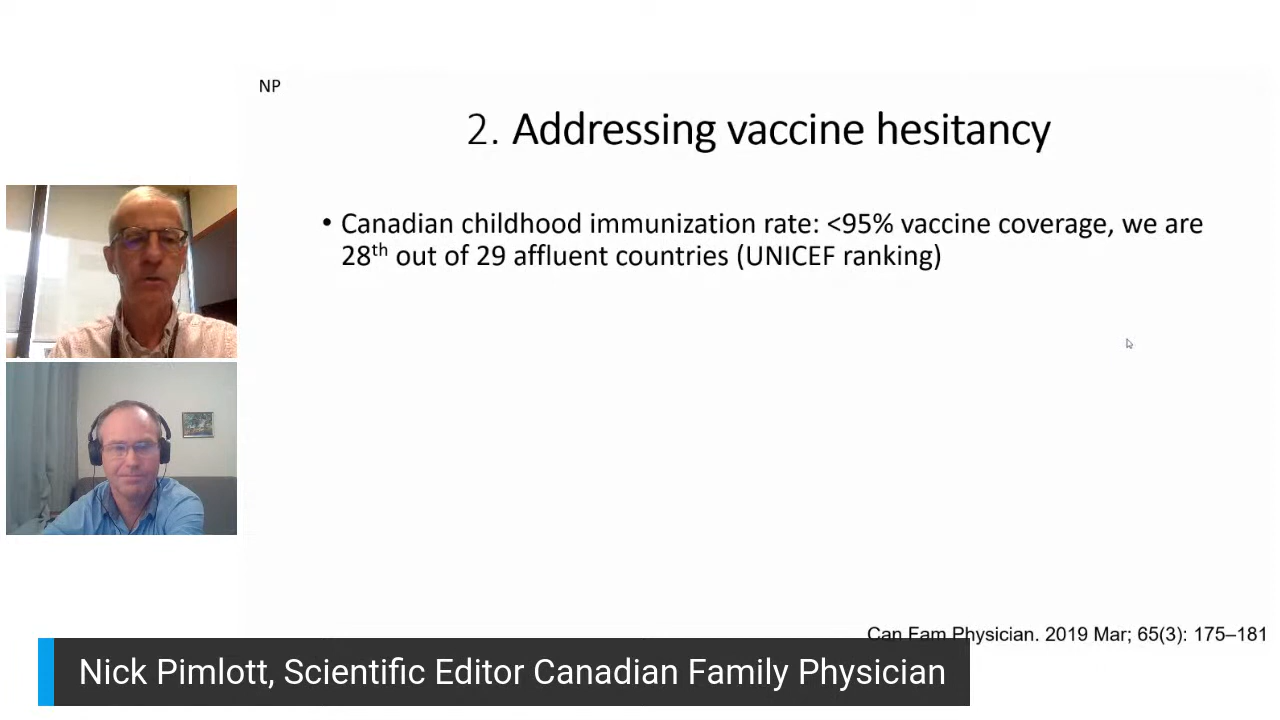 NP
2. Addressing vaccine hesitancy
• Canadian childhood immunization rate: <95% vaccine coverage, we are
28th out of 29 affluent countries (UNICEF ranking)
Can Fam Physician. 2019 Mar; 65(3): 175–181
Nick Pimlott, Scientific Editor Canadian Family Physician